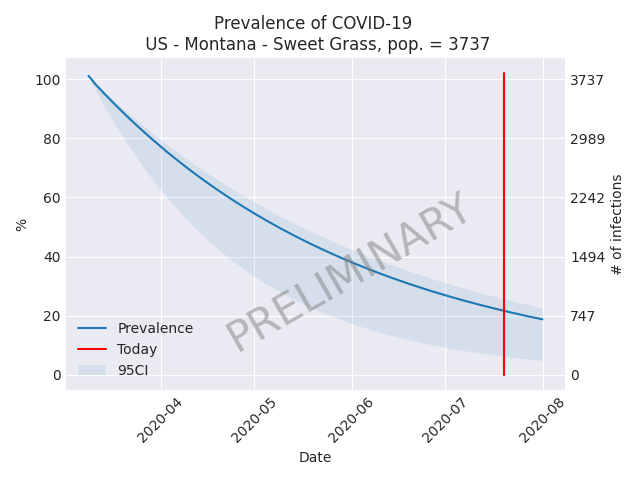 Prevalence of COVID-19
US - Montana - Sweet Grass, pop. = 3737
100
80
60
40
20
0
%
3737
2989
2242
1494
747
0
# of infections
PRELIMINARY
Prevalence
Today
95CI
2020-04
2020-05
2020-06
2020-07
2020-08
Date